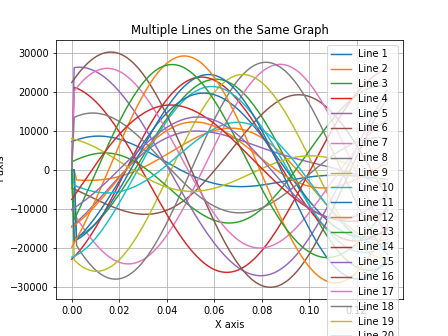 Multiple Lines on the Same Graph
30000
20000
10000
0
−10000
−20000
−30000
0.00 0.02 0.04 0.06 0.08 0.10
X axis
axis
Line 1
Line 2
Line 3
Line 4
Line 5
Line 6
Line 7
Line 8
Line 9
Line 10
Line 11
Line 12
Line 13
Line 14
Line 15
Line 16
Line 17
Line 18
Line 19
Line 20